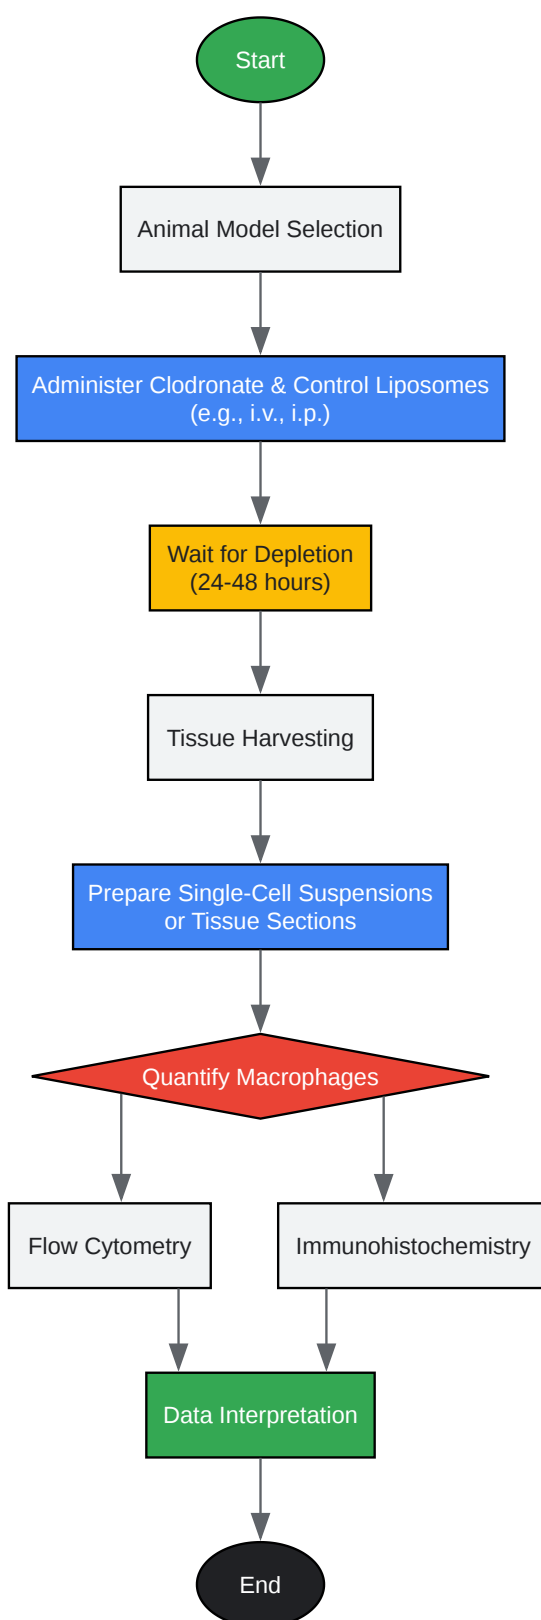 Start
Animal Model Selection
Administer Clodronate & Control Liposomes
(e.g., i.v., i.p.)
Wait for Depletion
(24-48 hours)
Tissue Harvesting
Prepare Single-Cell Suspensions
or Tissue Sections
Quantify Macrophages
Flow Cytometry
Immunohistochemistry
Data Interpretation
End